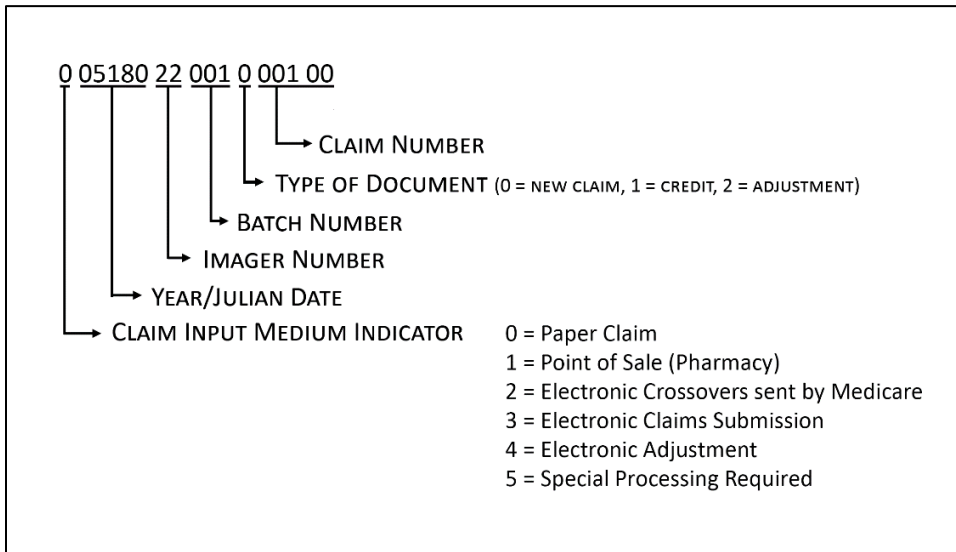 0 05180 22 001 0 001 00
CLAIM NUMBER
TYPE OF DOCUMENT (0 = NEW CLAIM, 1 = CREDIT, 2 = ADJUSTMENT)
BATCH NUMBER
IMAGER NUMBER
YEAR/JULIAN DATE
CLAIM INPUT MEDIUM INDICATOR
0 = Paper Claim
1 = Point of Sale (Pharmacy)
2 = Electronic Crossovers sent by Medicare
3 = Electronic Claims Submission
4 = Electronic Adjustment
5 = Special Processing Required